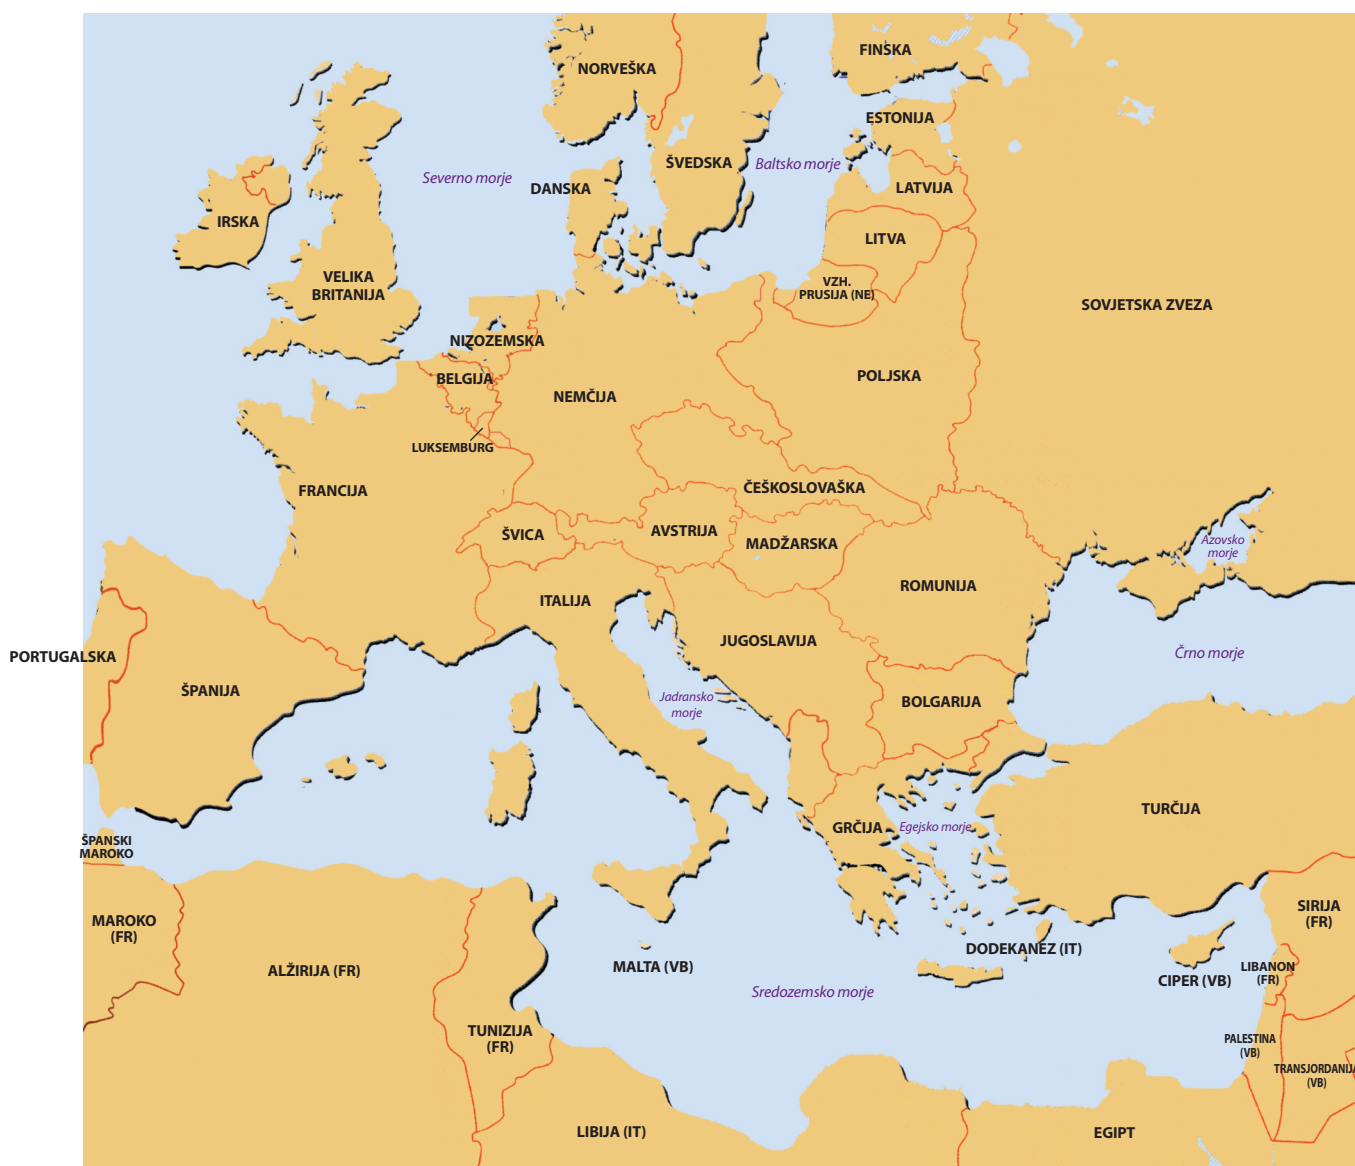 FINSKA
NORVEŠKA
ESTONIJA
ŠVEDSKA
Baltsko morje
Severno morje
DANSKA
LATVIJA
IRSKA
LITVA
VELIKA
BRITANIJA
VZH.
PRUSIJA (NE)
SOVJETSKA ZVEZA
NIZOZEMSKA
BELGIJA
POLJSKA
NEMČIJA
LUKSEMBURG
FRANCIJA
ČEŠKOSLOVAŠKA
ŠVICA
AVSTRIJA
MADŽARSKA
Azovsko
morje
ROMUNIJA
ITALIJA
JUGOSLAVIJA
PORTUGALSKA
Črno morje
ŠPANIJA
Jadransko
morje
BOLGARIJA
TURČIJA
GRČIJA
Egejsko morje
ŠPANSKI
MAROKO
MAROKO
(FR)
SIRIJA
(FR)
DODEKANEZ (IT)
ALŽIRIJA (FR)
MALTA (VB)
CIPER (VB)
LIBANON
(FR)
Sredozemsko morje
TUNIZIJA
(FR)
PALESTINA
(VB)
TRANSJORDANIJA
(VB)
LIBIJA (IT)
EGIPT